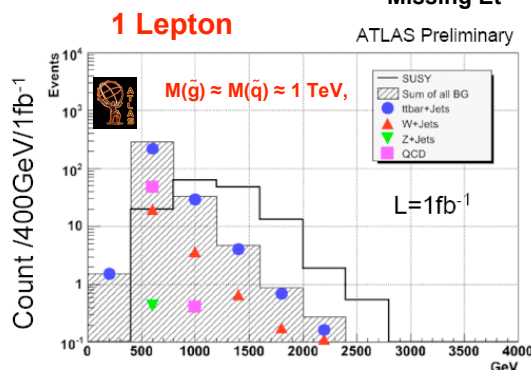 Missing Et
1 Lepton
ATLAS Preliminary
Events
Count /400GeV/1fb⁻¹
10⁴
10³
10²
10
1
10⁻¹
ATLAS
M(g̃) ≈ M(q̃) ≈ 1 TeV,
SUSY
Sum of all BG
ttbar+Jets
W+Jets
Z+Jets
QCD
L=1fb⁻¹
0 500 1000 1500 2000 2500 3000 3500 4000
GeV